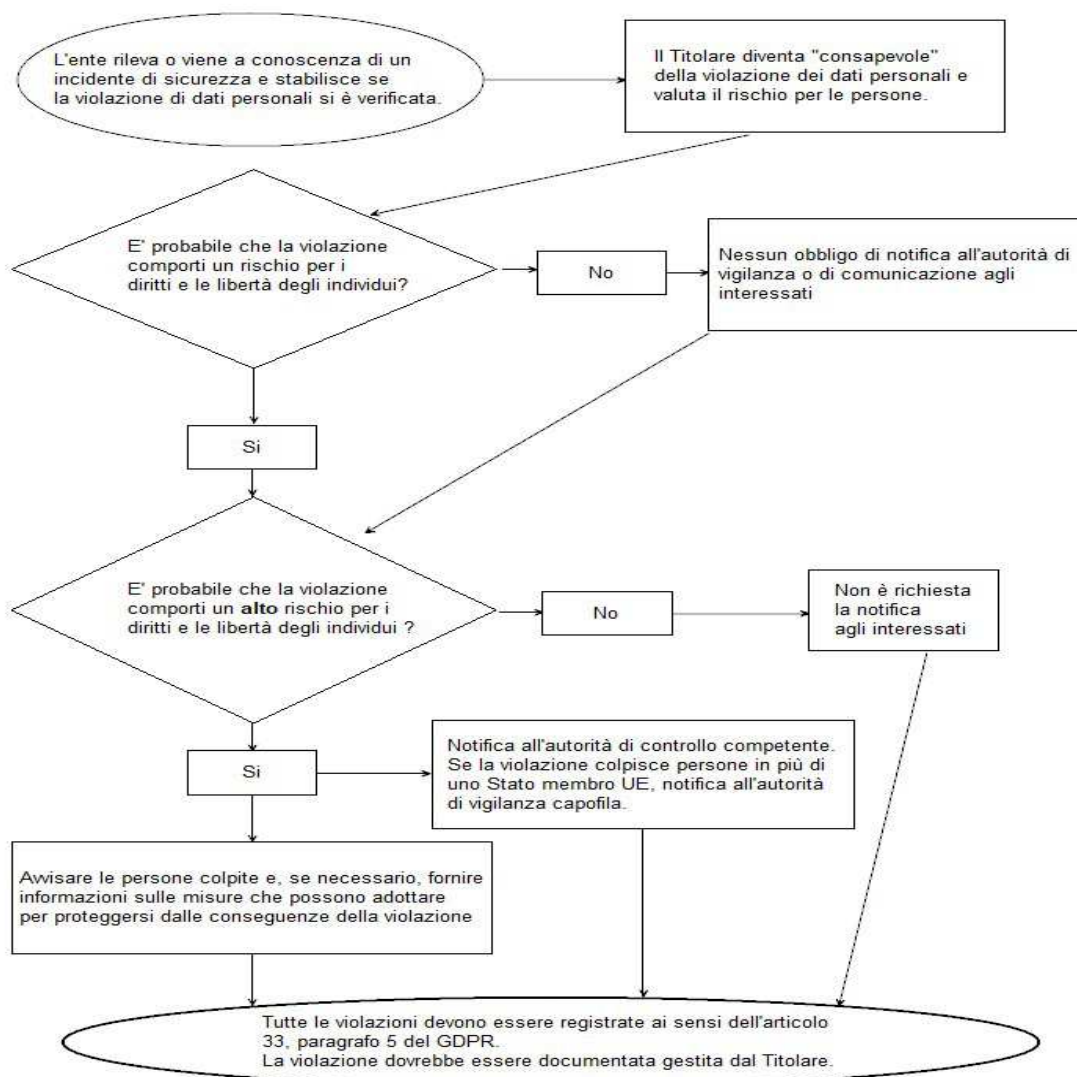 L'ente rileva o viene a conoscenza di un
incidente di sicurezza e stabilisce se
la violazione di dati personali si è verificata.
Il Titolare diventa "consapevole"
della violazione dei dati personali e
valuta il rischio per le persone.
E' probabile che la violazione
comporti un rischio per i
diritti e le libertà degli individui?
No
Nessun obbligo di notifica all'autorità di
vigilanza o di comunicazione agli
interessati
Si
E' probabile che la violazione
comporti un alto rischio per i
diritti e le libertà degli individui ?
No
Non è richiesta
la notifica
agli interessati
Si
Notifica all'autorità di controllo competente.
Se la violazione colpisce persone in più di
uno Stato membro UE, notifica all'autorità
di vigilanza capofila.
Avvisare le persone colpite e, se necessario, fornire
informazioni sulle misure che possono adottare
per proteggersi dalle conseguenze della violazione
Tutte le violazioni devono essere registrate ai sensi dell'articolo
33, paragrafo 5 del GDPR.
La violazione dovrebbe essere documentata gestita dal Titolare.